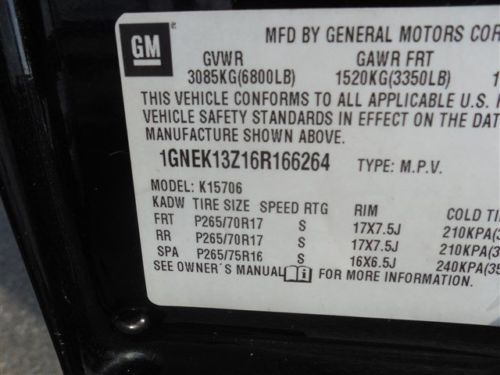 GM
MFD BY GENERAL MOTORS COR
GVWR GAWR FRT
3085KG(6800LB) 1520KG(3350LB) 1
THIS VEHICLE CONFORMS TO ALL APPLICABLE U.S.
VEHICLE SAFETY STANDARDS IN EFFECT ON THE DA
MANUFACTURE SHOWN ABOVE.
1GNEK13Z16R166264 TYPE: M.P.V.
MODEL: K15706
KADW TIRE SIZE SPEED RTG RIM COLD TI
FRT P265/70R17 S 17X7.5J 210KPA(3
RR P265/70R17 S 17X7.5J 210KPA(3
SPA P265/75R16 S 16X6.5J 240KPA(35
SEE OWNER'S MANUAL i FOR MORE INFORMATION.